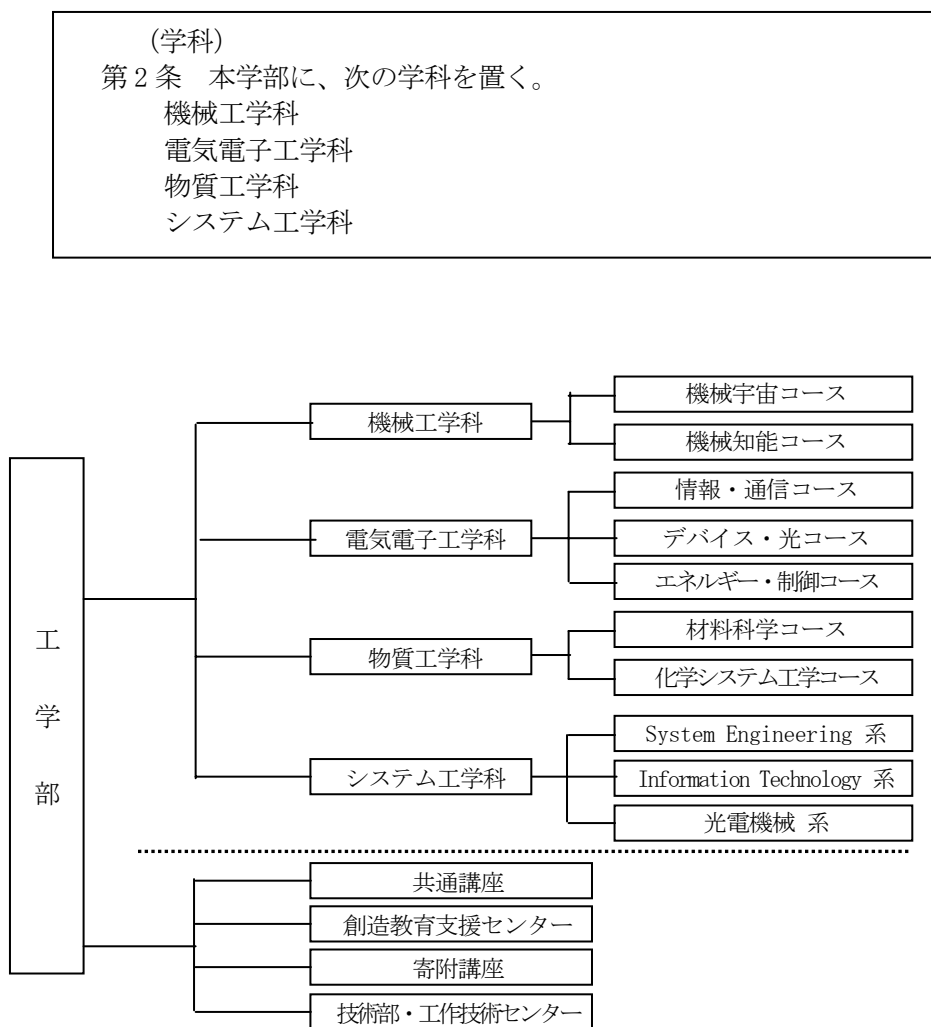 (学科)
第2条　本学部に、次の学科を置く。
機械工学科
電気電子工学科
物質工学科
システム工学科
工学部
機械工学科
機械宇宙コース
機械知能コース
電気電子工学科
情報・通信コース
デバイス・光コース
エネルギー・制御コース
物質工学科
材料科学コース
化学システム工学コース
システム工学科
System Engineering 系
Information Technology 系
光電機械 系
共通講座
創造教育支援センター
寄附講座
技術部・工作技術センター